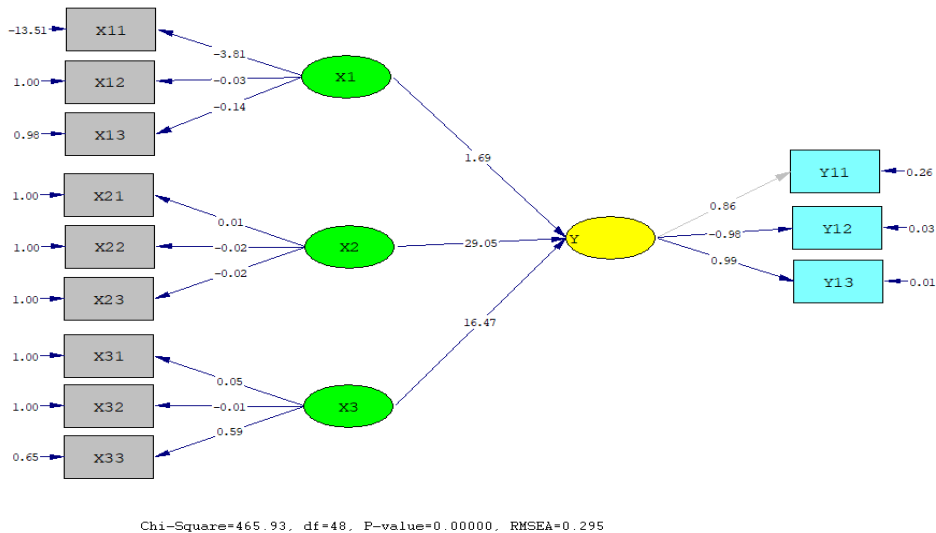 -13.51 X11
-3.81
1.00 X12
-0.03
X1
-0.14
0.98 X13
1.69
Y11 0.26
1.00 X21
0.86
0.01
1.00 X22
-0.02
X2
29.05
Y
-0.98
Y12 0.03
0.99
-0.02
1.00 X23
Y13 0.01
16.47
1.00 X31
0.05
1.00 X32
-0.01
X3
0.59
0.65 X33
Chi-Square=465.93, df=48, P-value=0.00000, RMSEA=0.295